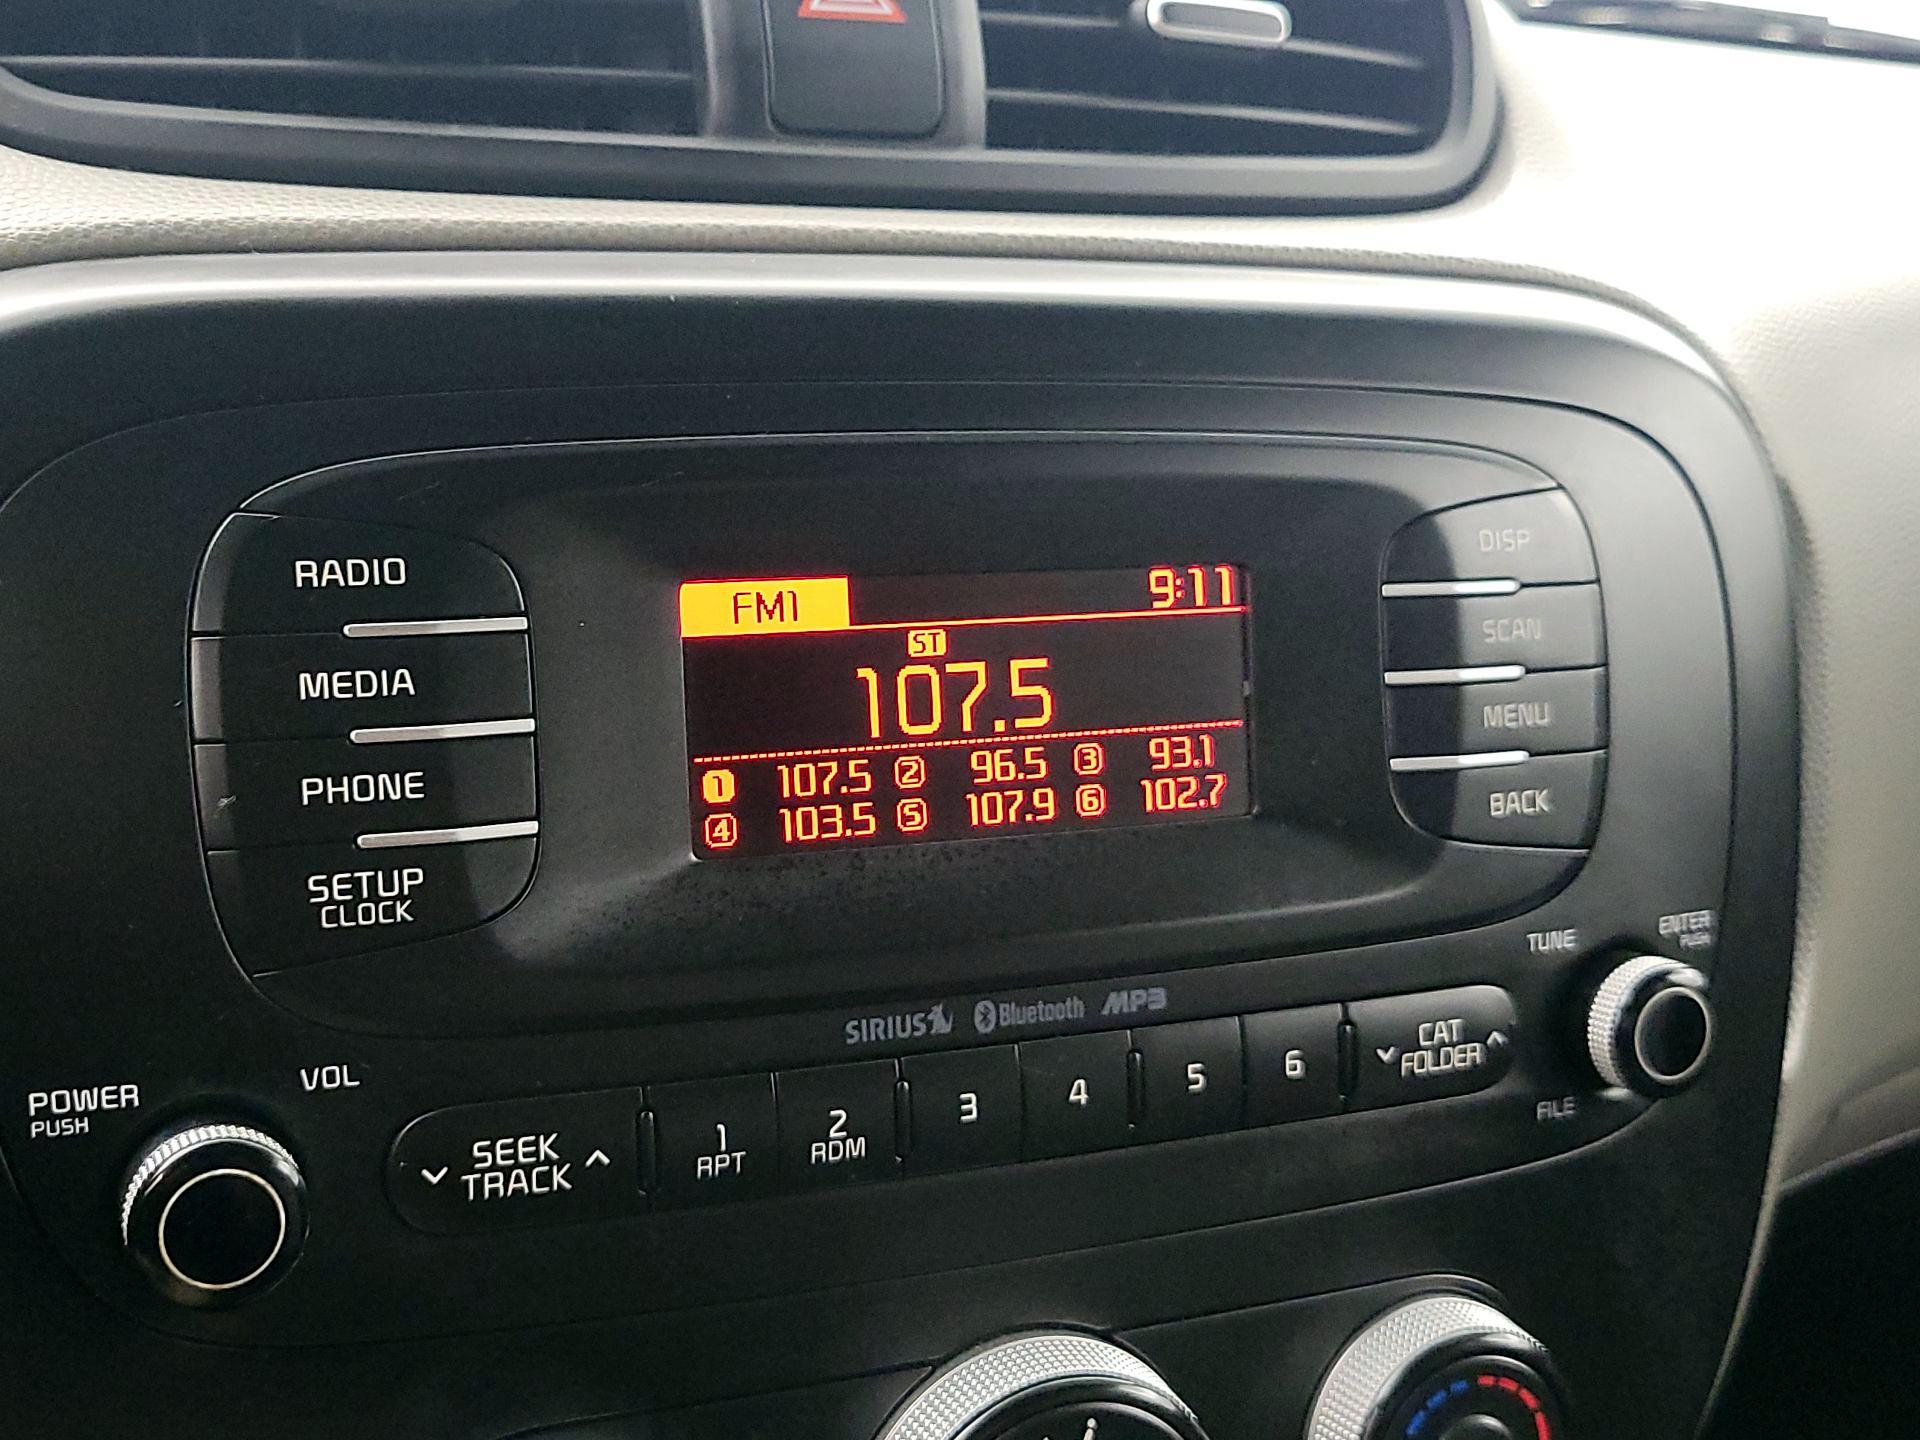 RADIO
MEDIA
PHONE
SETUP
CLOCK
FM1 9:11
ST
107.5
1 107.5 2 96.5 3 93.1
4 103.5 5 107.9 6 102.7
DISP
SCAN
MENU
BACK
TUNE
ENTER
PUSH
FILE
SIRIUS Bluetooth MP3
POWER
PUSH
VOL
SEEK
TRACK
1
RPT
2
RDM
3
4
5
6
CAT
FOLDER